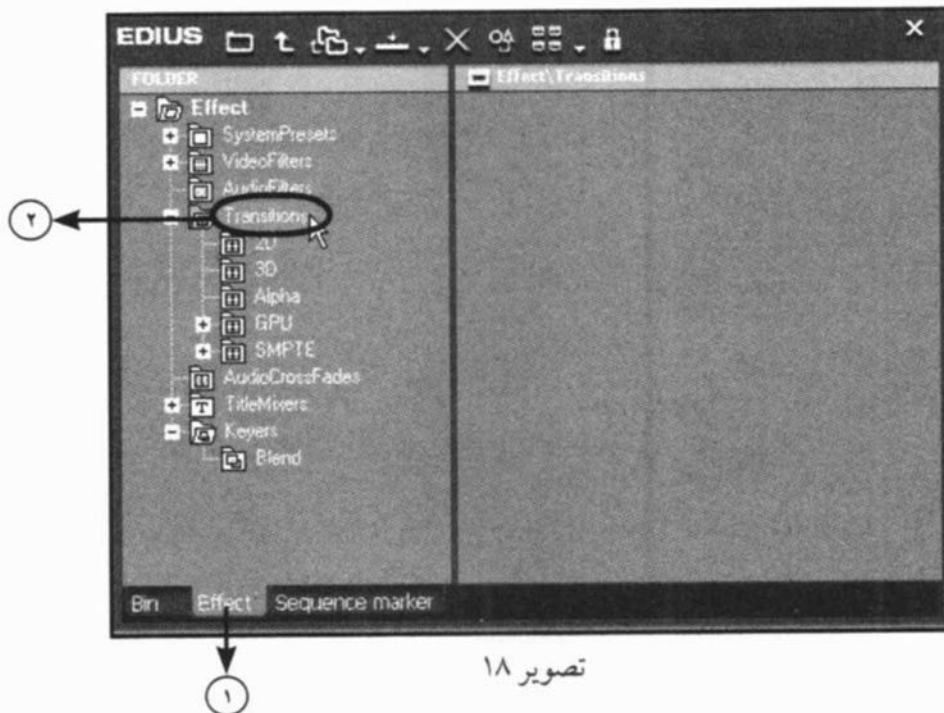 EDIUS
FOLDER
Effect\Transitions
Effect
SystemPresets
VideoFilters
AudioFilters
Transitions
2D
3D
Alpha
GPU
SMPTE
AudioCrossFades
TitleMixers
Keyers
Blend
Bin Effect Sequence marker
۲
۱
تصویر ۱۸